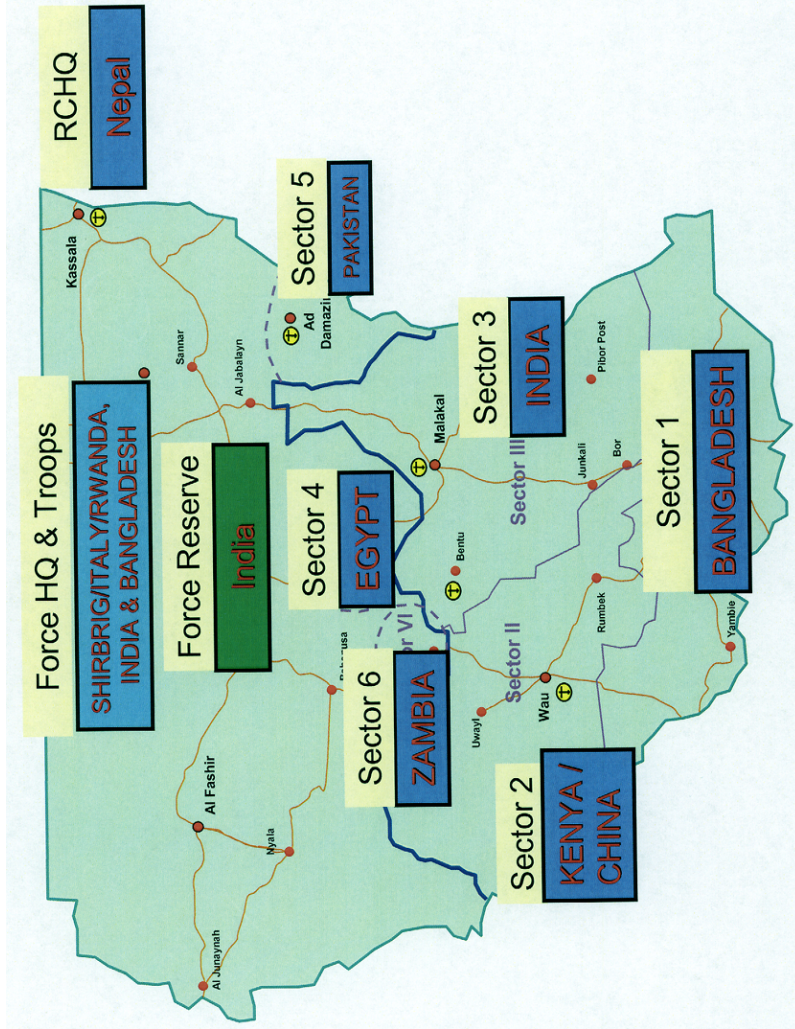 Force HQ & Troops
SHIRBRIG/ITALY/RWANDA,
INDIA & BANGLADESH
RCHQ
Nepal
Kassala
Force Reserve
India
Sannar
Al Jabalayn
Al Fashir
Al Junaynah
Nyala
Sector 5
PAKISTAN
Ad
Sector 4
EGYPT
Sector 6
ZAMBIA
VI
Malakal
Sector 3
INDIA
Bentu
Uwayl
Sector II
Sector III
Wau
Sector 2
KENYA /
CHINA
Junkali
Pibor Post
Rumbek
Bor
Sector 1
BANGLADESH
Yambie